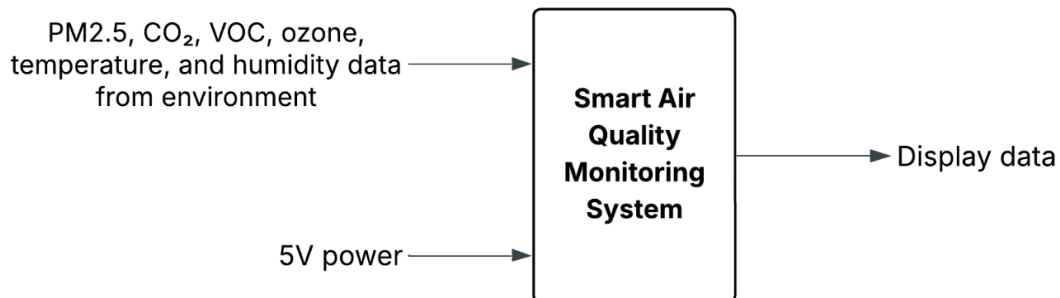 PM2.5, CO₂, VOC, ozone,
temperature, and humidity data
from environment
Smart Air
Quality
Monitoring
System
Display data
5V power